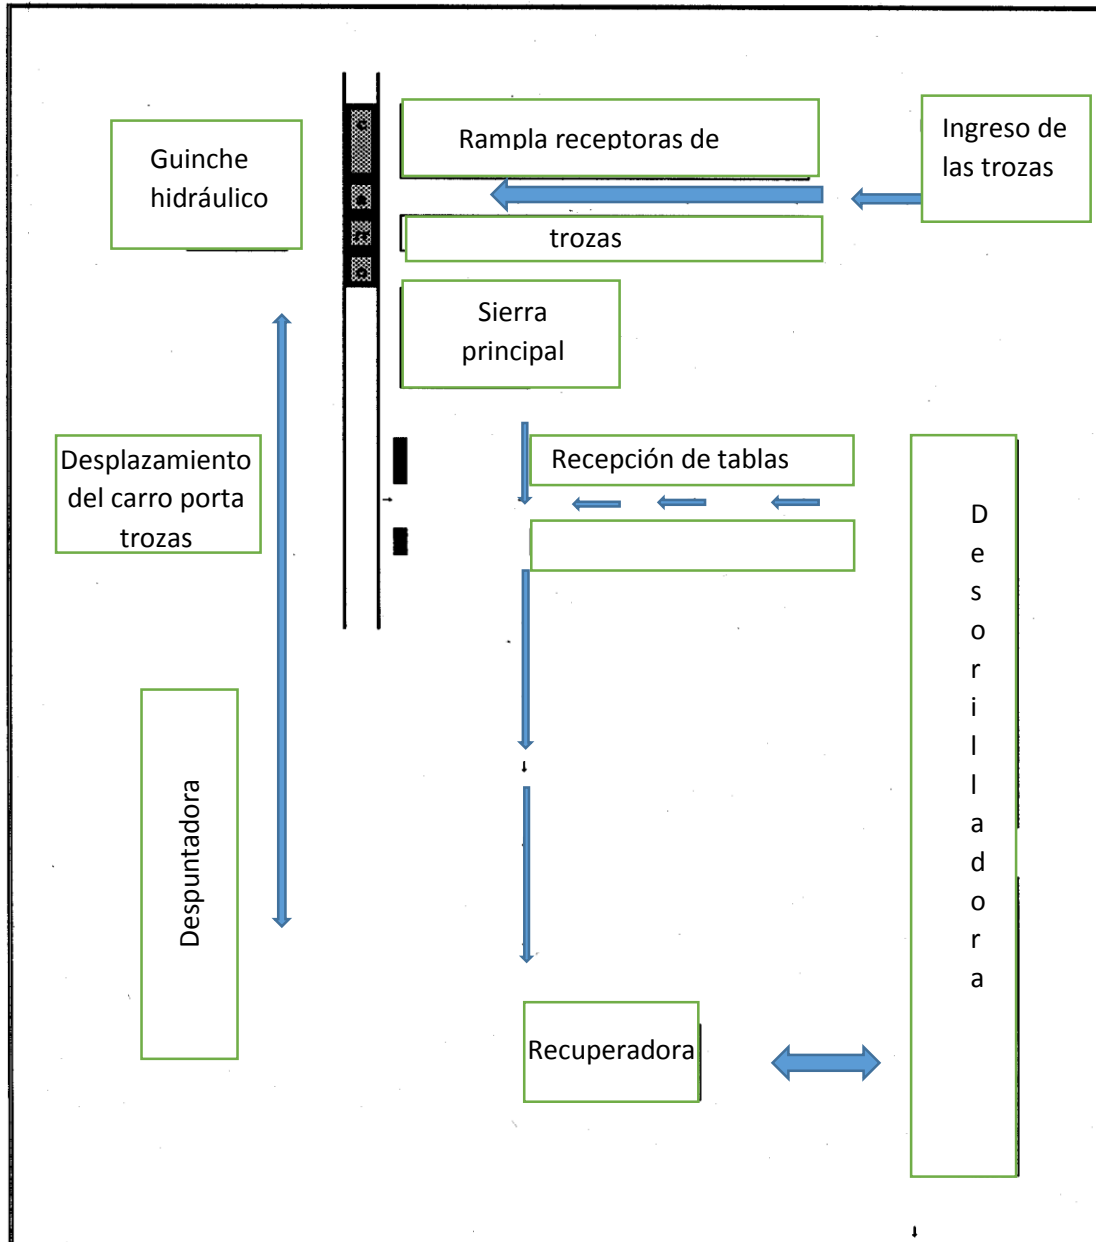 Guinche
hidráulico
Rampla receptoras de
trozas
Ingreso de
las trozas
Sierra
principal
Desplazamiento
del carro porta
trozas
Recepción de tablas
Desorilladora
Despuntadora
Recuperadora